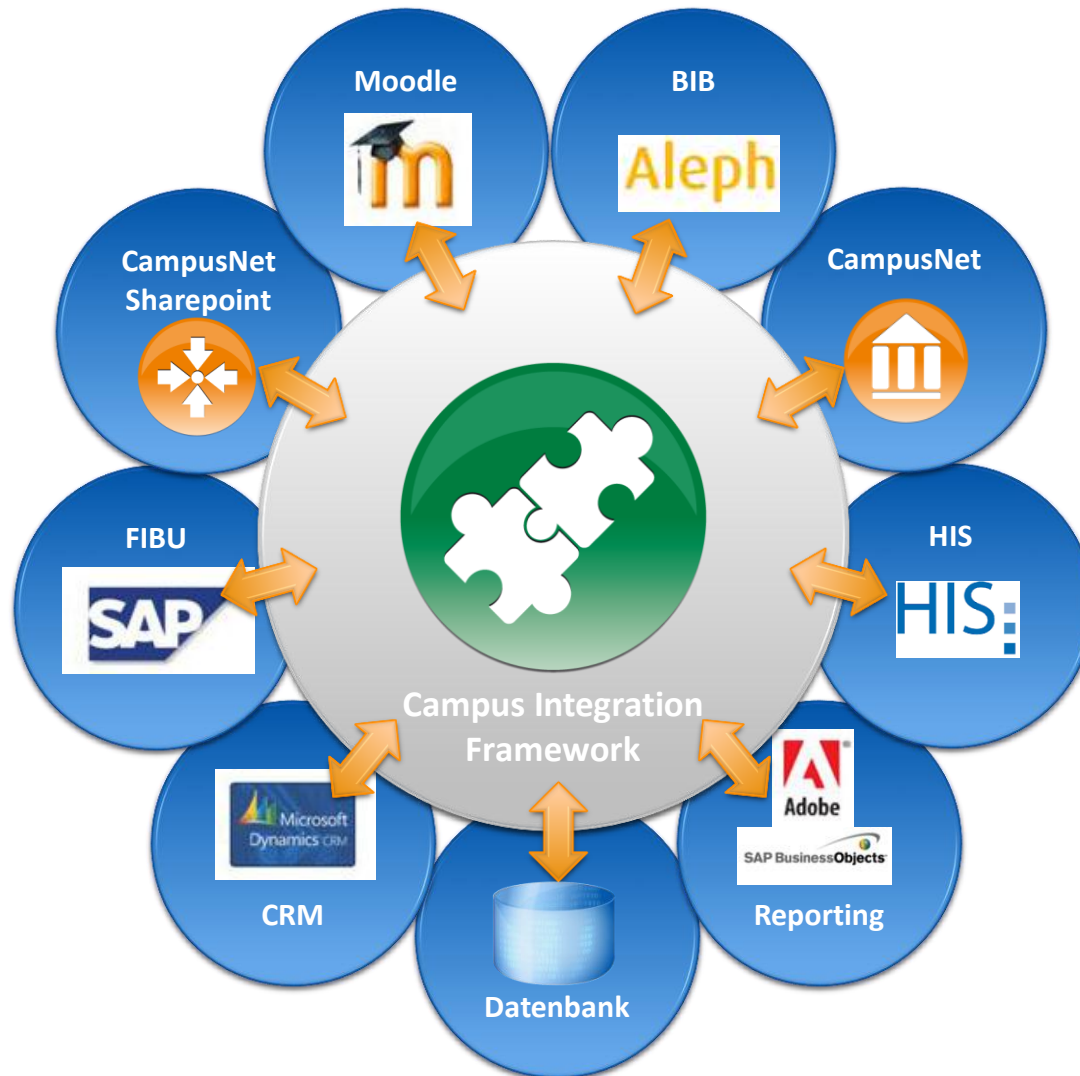 Moodle
BIB
Aleph
CampusNet
Sharepoint
CampusNet
FIBU
SAP
HIS
HIS
Campus Integration
Framework
Microsoft
Dynamics CRM
CRM
Adobe
SAP BusinessObjects
Reporting
Datenbank